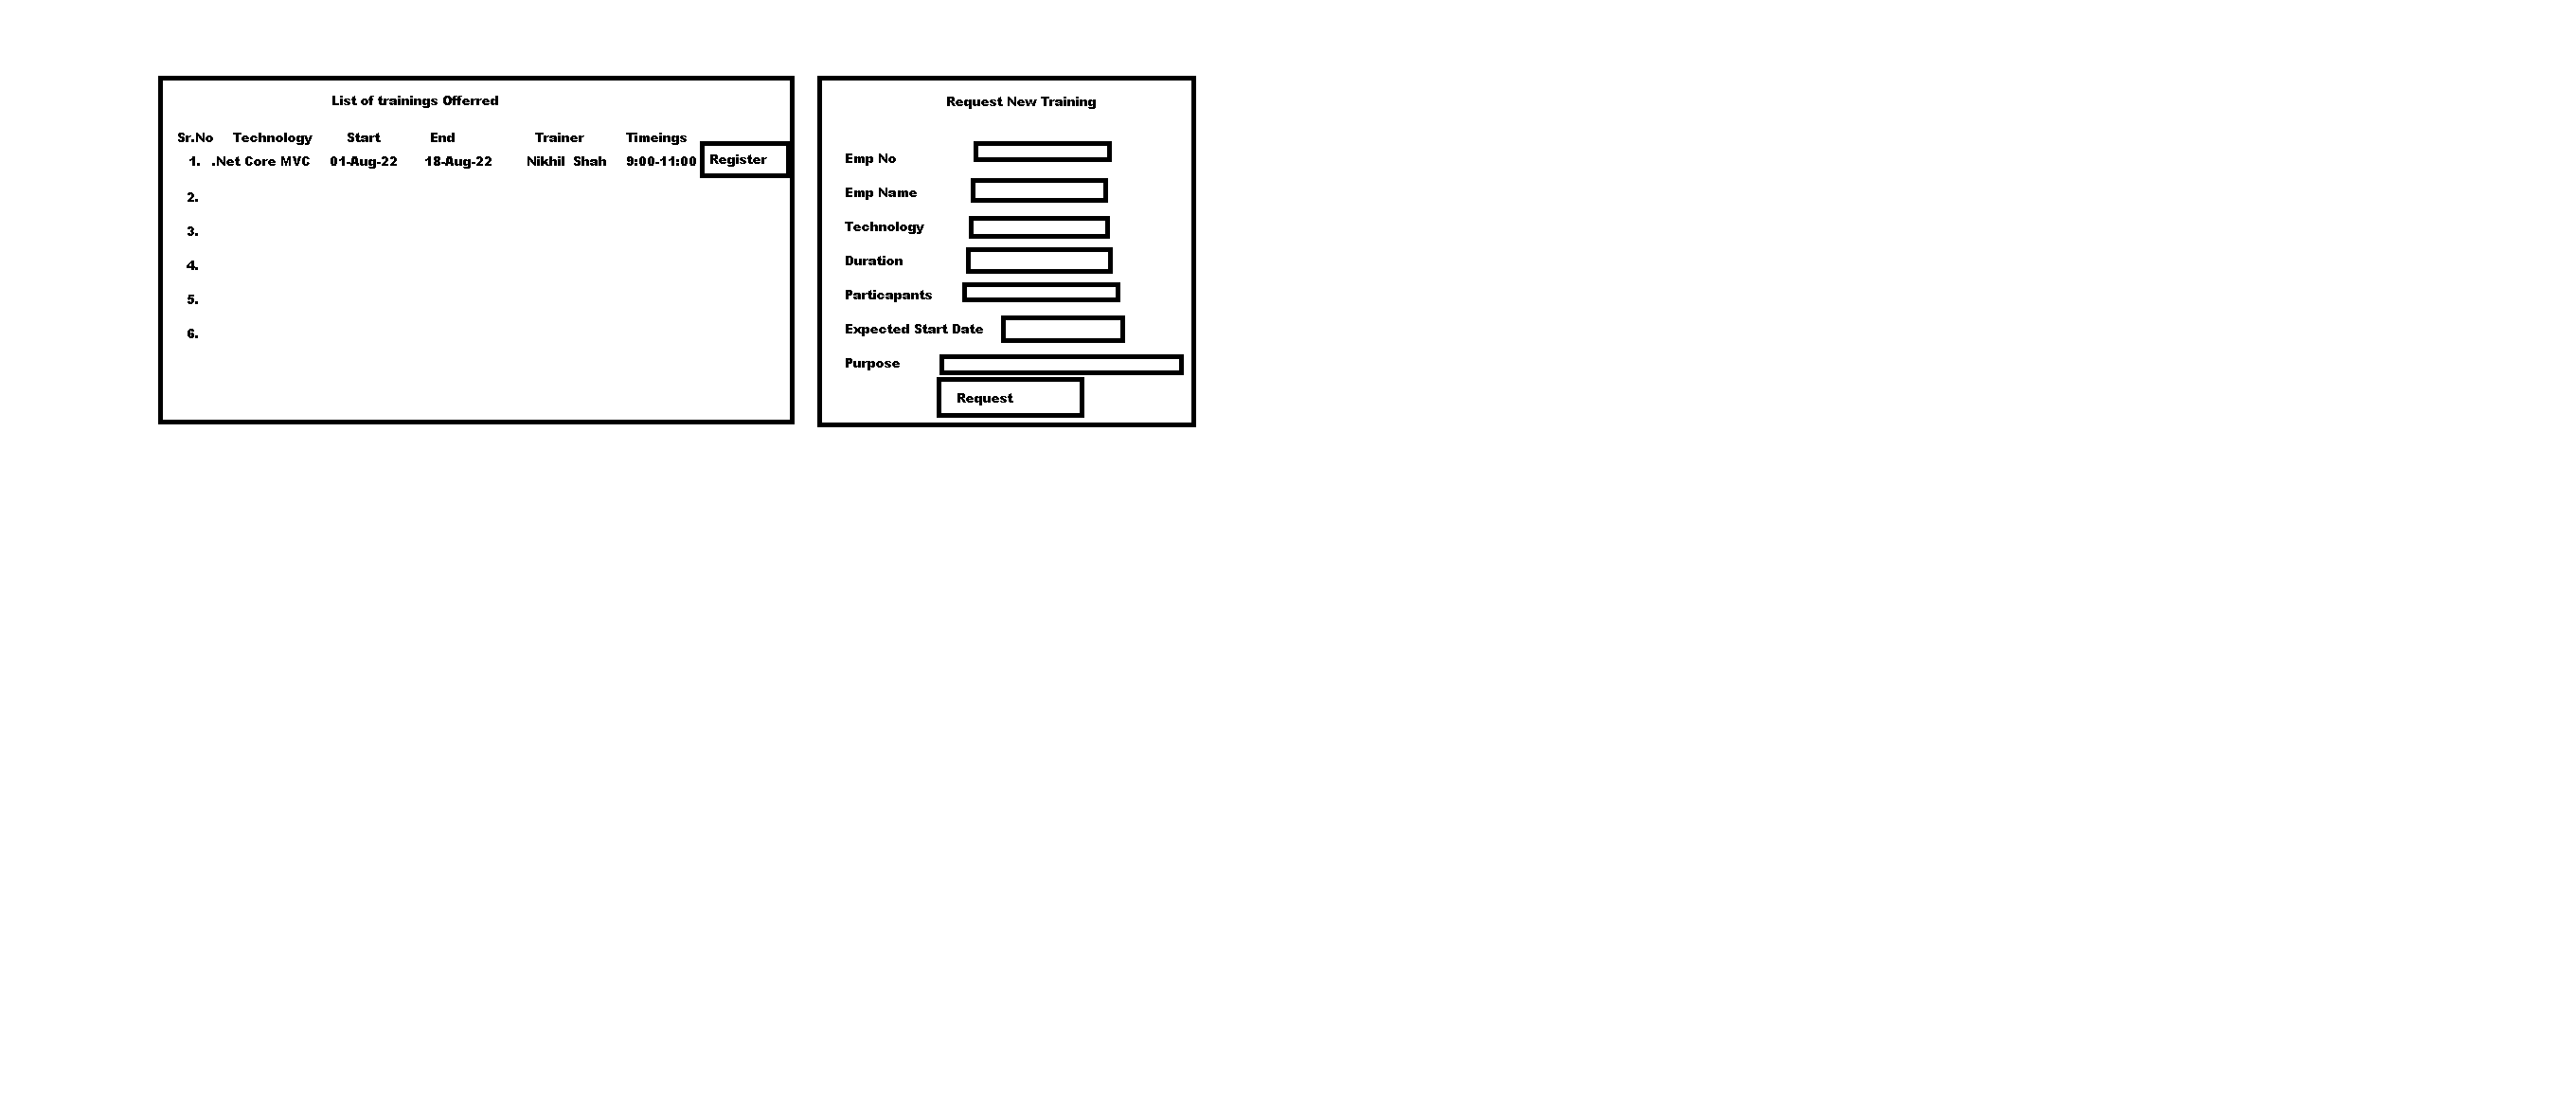 List of trainings Offerred
Sr.No Technology Start End Trainer Timeings
1. .Net Core MVC 01-Aug-22 18-Aug-22 Nikhil Shah 9:00-11:00 Register
2.
3.
4.
5.
6.
Request New Training
Emp No
Emp Name
Technology
Duration
Particapants
Expected Start Date
Purpose
Request